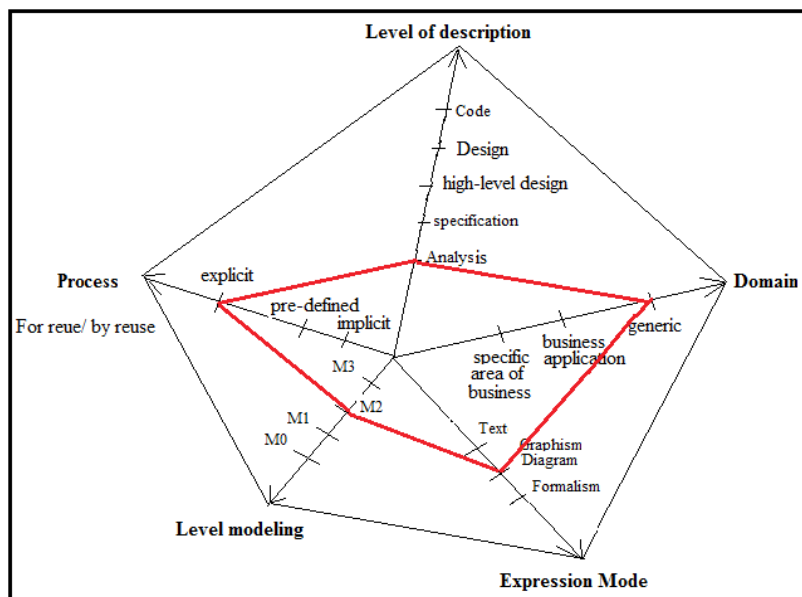 Level of description
Code
Design
high-level design
specification
Analysis
Process
explicit
Domain
For reue/ by reuse
pre-defined
implicit
generic
business
application
specific
area of
business
M3
M2
M1
M0
Text
Graphism
Diagram
Formalism
Level modeling
Expression Mode